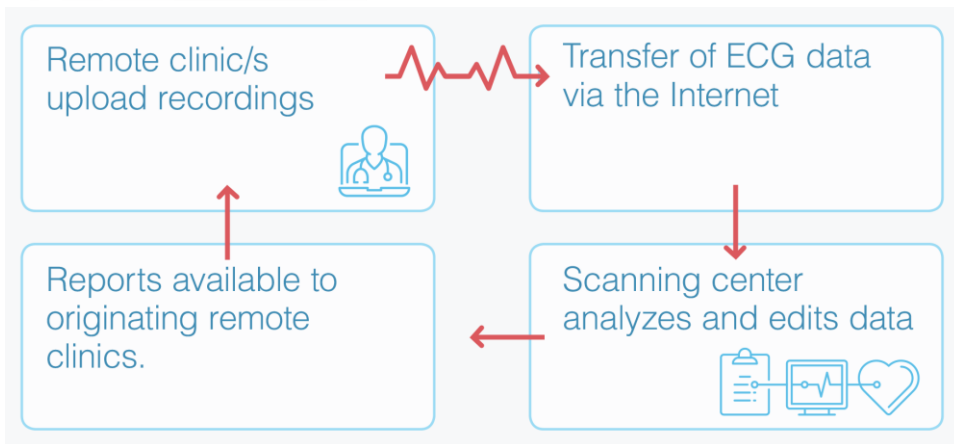 Remote clinic/s
upload recordings
Transfer of ECG data
via the Internet
Scanning center
analyzes and edits data
Reports available to
originating remote
clinics.